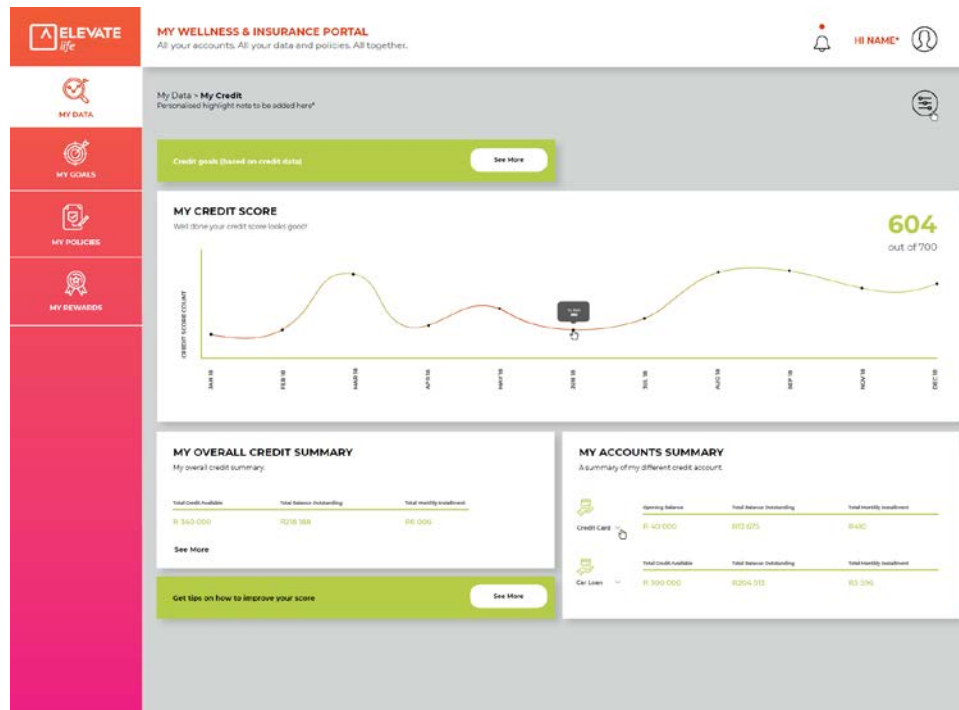 ELEVATE
life
MY WELLNESS & INSURANCE PORTAL
All your accounts. All your data and policies. All together.
HI NAME*
MY DATA
MY GOALS
MY POLICIES
MY REWARDS
My Data > My Credit
Personalised highlight note to be added here*
Credit goals (based on credit data)
See More
MY CREDIT SCORE
Well done your credit score looks good!
604
out of 700
CREDIT SCORE COUNT
JAN 18
FEB 18
MAR 18
APR 18
MAY 18
JUN 18
JUL 18
AUG 18
SEP 18
NOV 18
MY OVERALL CREDIT SUMMARY
My overall credit summary.
Total Credit Available
Total Balance Outstanding
Total Monthly Installment
R 340 000
R218 188
R6 006
See More
Get tips on how to improve your score
See More
MY ACCOUNTS SUMMARY
A summary of my different credit account.
Credit Card
Opening Balance
Total Balance Outstanding
Total Monthly Installment
R 40 000
R13 675
R410
Car Loan
Total Credit Available
Total Balance Outstanding
Total Monthly Installment
R 300 000
R204 513
R5 596